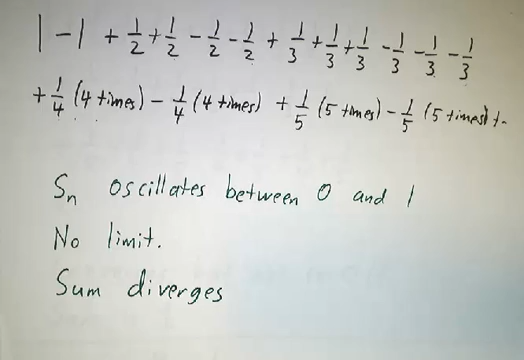 1 - 1 + 1/2 + 1/2 - 1/2 - 1/2 + 1/3 + 1/3 + 1/3 - 1/3 - 1/3 - 1/3
+ 1/4 (4 times) - 1/4 (4 times) + 1/5 (5 times) - 1/5 (5 times) + ..
Sn oscillates between 0 and 1
No limit.
Sum diverges